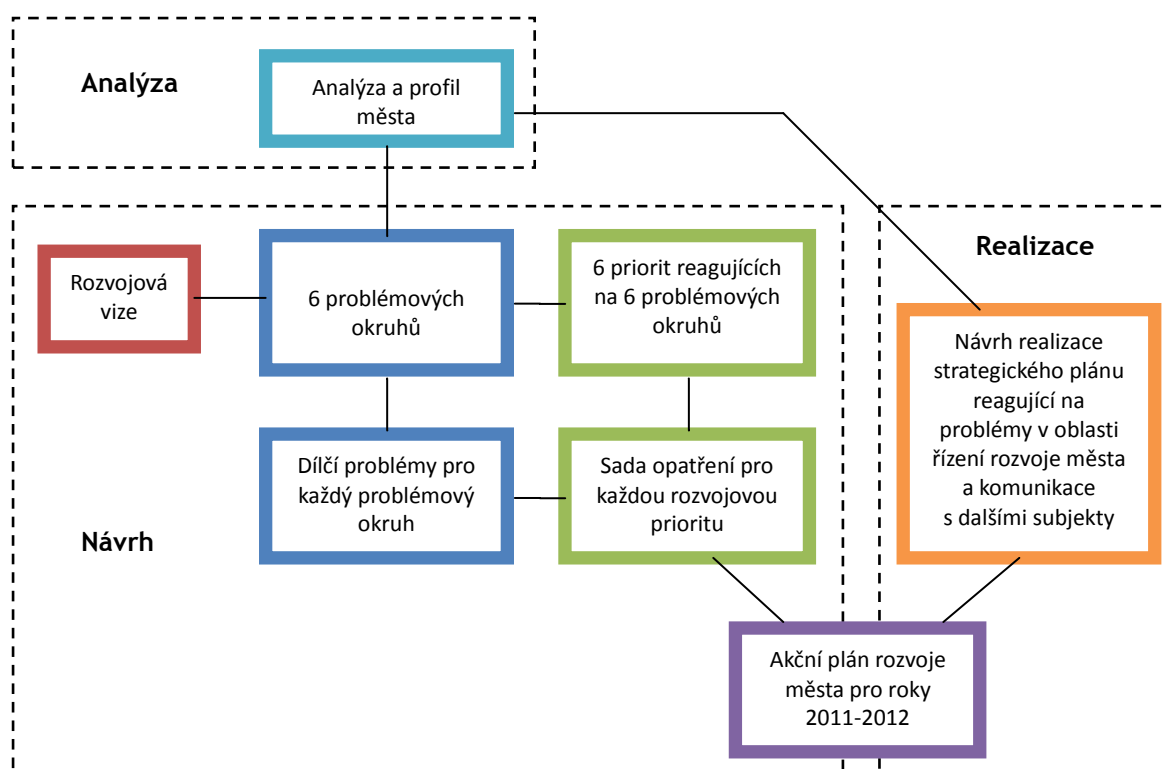 Analýza
Analýza a profil
města
Rozvojová
vize
6 problémových
okruhů
6 priorit reagujících
na 6 problémových
okruhů
Realizace
Návrh realizace
strategického plánu
reagující na
problémy v oblasti
řízení rozvoje města
a komunikace
s dalšími subjekty
Návrh
Dílčí problémy pro
každý problémový
okruh
Sada opatření pro
každou rozvojovou
prioritu
Akční plán rozvoje
města pro roky
2011-2012